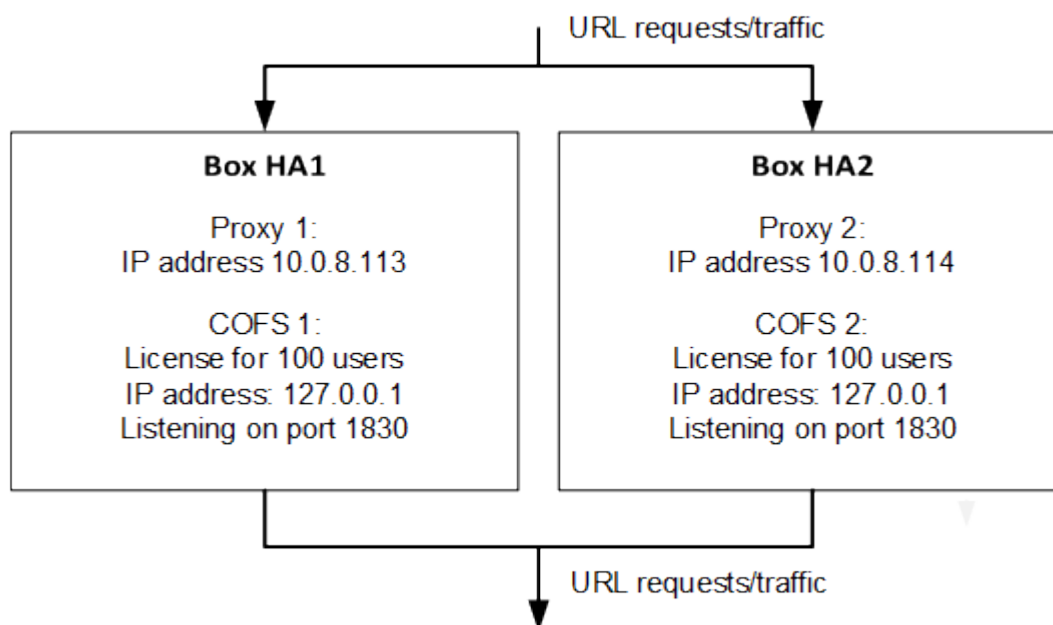 URL requests/traffic
Box HA1
Proxy 1:
IP address 10.0.8.113
COFS 1:
License for 100 users
IP address: 127.0.0.1
Listening on port 1830
Box HA2
Proxy 2:
IP address 10.0.8.114
COFS 2:
License for 100 users
IP address: 127.0.0.1
Listening on port 1830
URL requests/traffic